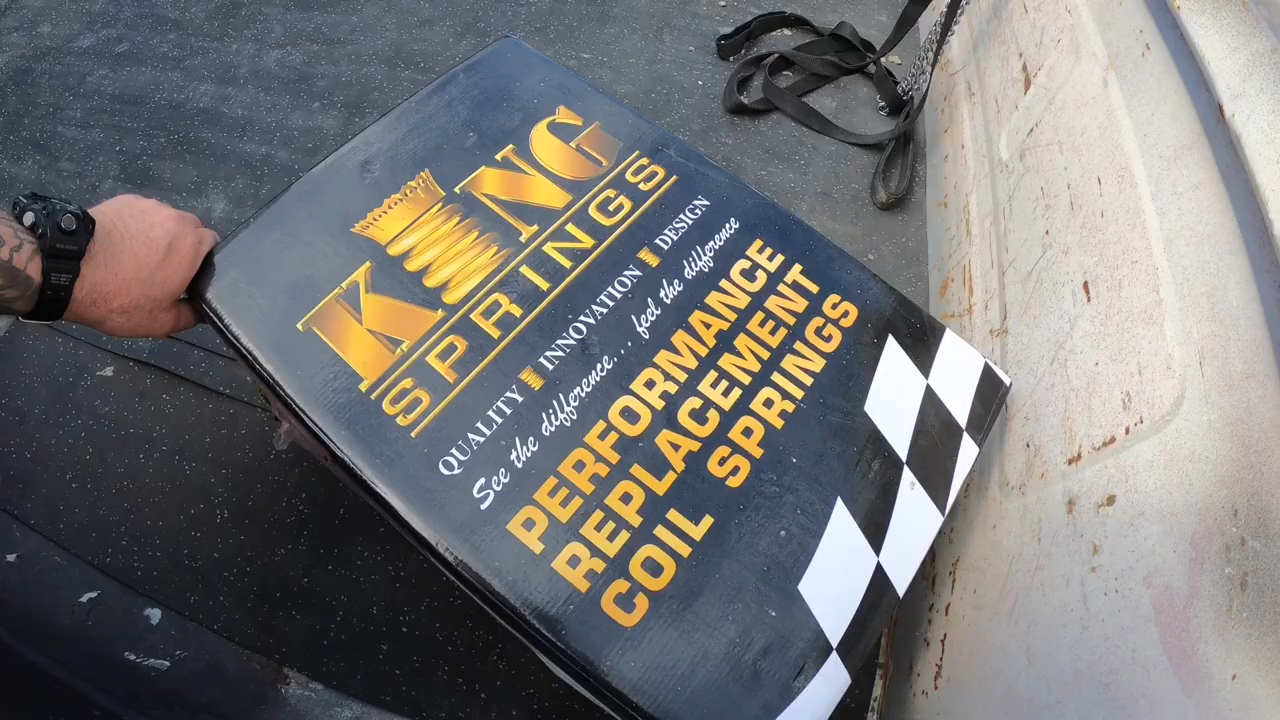 KING
SPRINGS
QUALITY INNOVATION DESIGN
See the difference... feel the difference
PERFORMANCE
REPLACEMENT
COIL SPRINGS